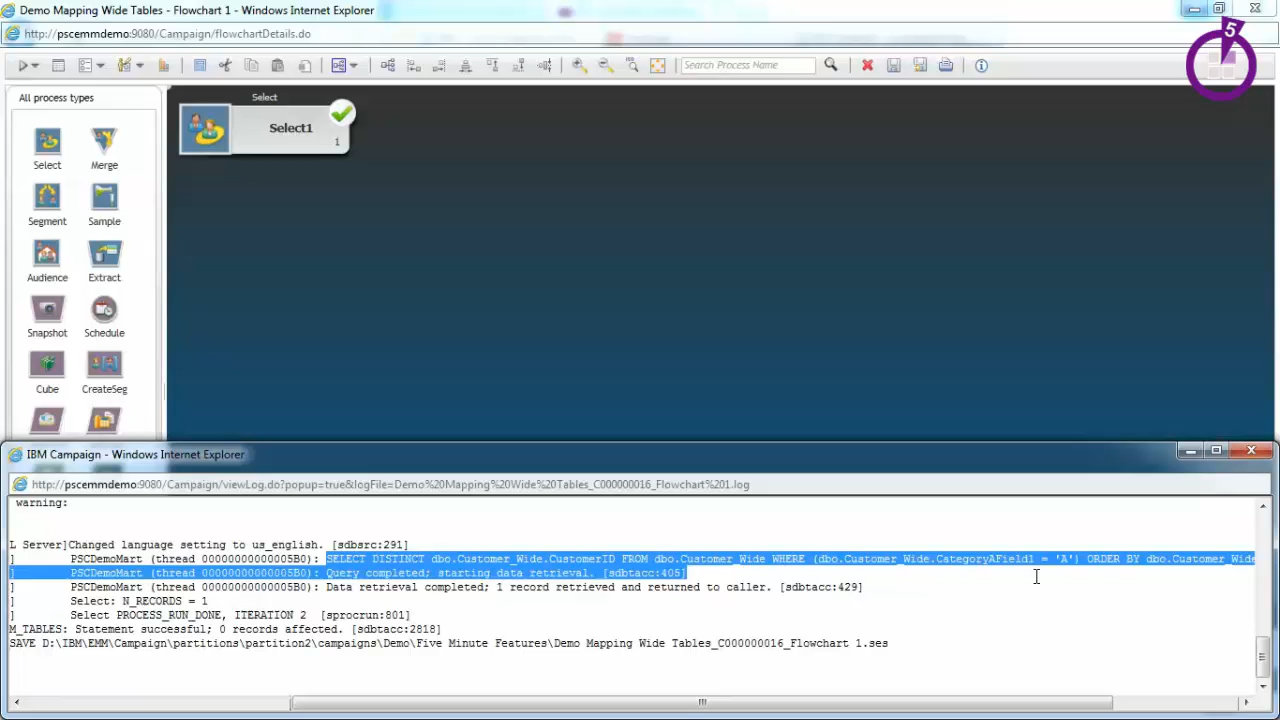 Demo Mapping Wide Tables - Flowchart 1 - Windows Internet Explorer
http://pscemmdemo:9080/Campaign/flowchartDetails.do
5
Search Process Name
All process types
Select
Merge
Segment
Sample
Audience
Extract
Snapshot
Schedule
Cube
CreateSeg
Select
Select1
1
IBM Campaign - Windows Internet Explorer
http://pscemmdemo:9080/Campaign/viewLog.do?popup=true&logFile=Demo%20Mapping%20Wide%20Tables_C000000016_Flowchart%201.log
warning:
L Server]Changed language setting to us_english. [sdbsrc:291]
] PSCDemoMart (thread 00000000000005B0): SELECT DISTINCT dbo.Customer_Wide.CustomerID FROM dbo.Customer_Wide WHERE (dbo.Customer_Wide.CategoryAField1 = 'A') ORDER BY dbo.Customer_Wide
] PSCDemoMart (thread 00000000000005B0): Query completed; starting data retrieval. [sdbtacc:405]
] PSCDemoMart (thread 00000000000005B0): Data retrieval completed; 1 record retrieved and returned to caller. [sdbtacc:429]
] Select: N_RECORDS = 1
] Select PROCESS_RUN_DONE, ITERATION 2 [sprocrun:801]
M_TABLES: Statement successful; 0 records affected. [sdbtacc:2818]
SAVE D:\IBM\EMM\Campaign\partitions\partition2\campaigns\Demo\Five Minute Features\Demo Mapping Wide Tables_C000000016_Flowchart 1.ses